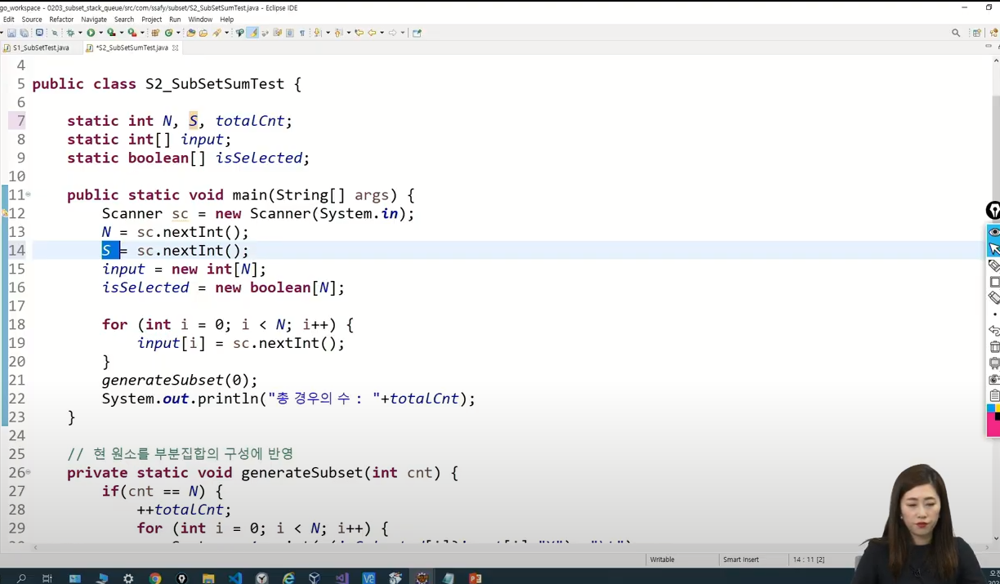 go_workspace - 0203_subset_stack_queue/src/com/ssafy/subset/S2_SubSetSumTest.java - Eclipse IDE
Edit Source Refactor Navigate Search Project Run Window Help
S1_SubSetTest.java *S2_SubSetSumTest.java
4
5 public class S2_SubSetSumTest {
6
7 static int N, S, totalCnt;
8 static int[] input;
9 static boolean[] isSelected;
10
11 public static void main(String[] args) {
12 Scanner sc = new Scanner(System.in);
13 N = sc.nextInt();
14 S = sc.nextInt();
15 input = new int[N];
16 isSelected = new boolean[N];
17
18 for (int i = 0; i < N; i++) {
19 input[i] = sc.nextInt();
20 }
21 generateSubset(0);
22 System.out.println("총 경우의 수 : "+totalCnt);
23 }
24
25 // 현 원소를 부분집합의 구성에 반영
26 private static void generateSubset(int cnt) {
27 if(cnt == N) {
28 ++totalCnt;
29 for (int i = 0; i < N; i++) {
Writable Smart Insert 14 : 11 [2]